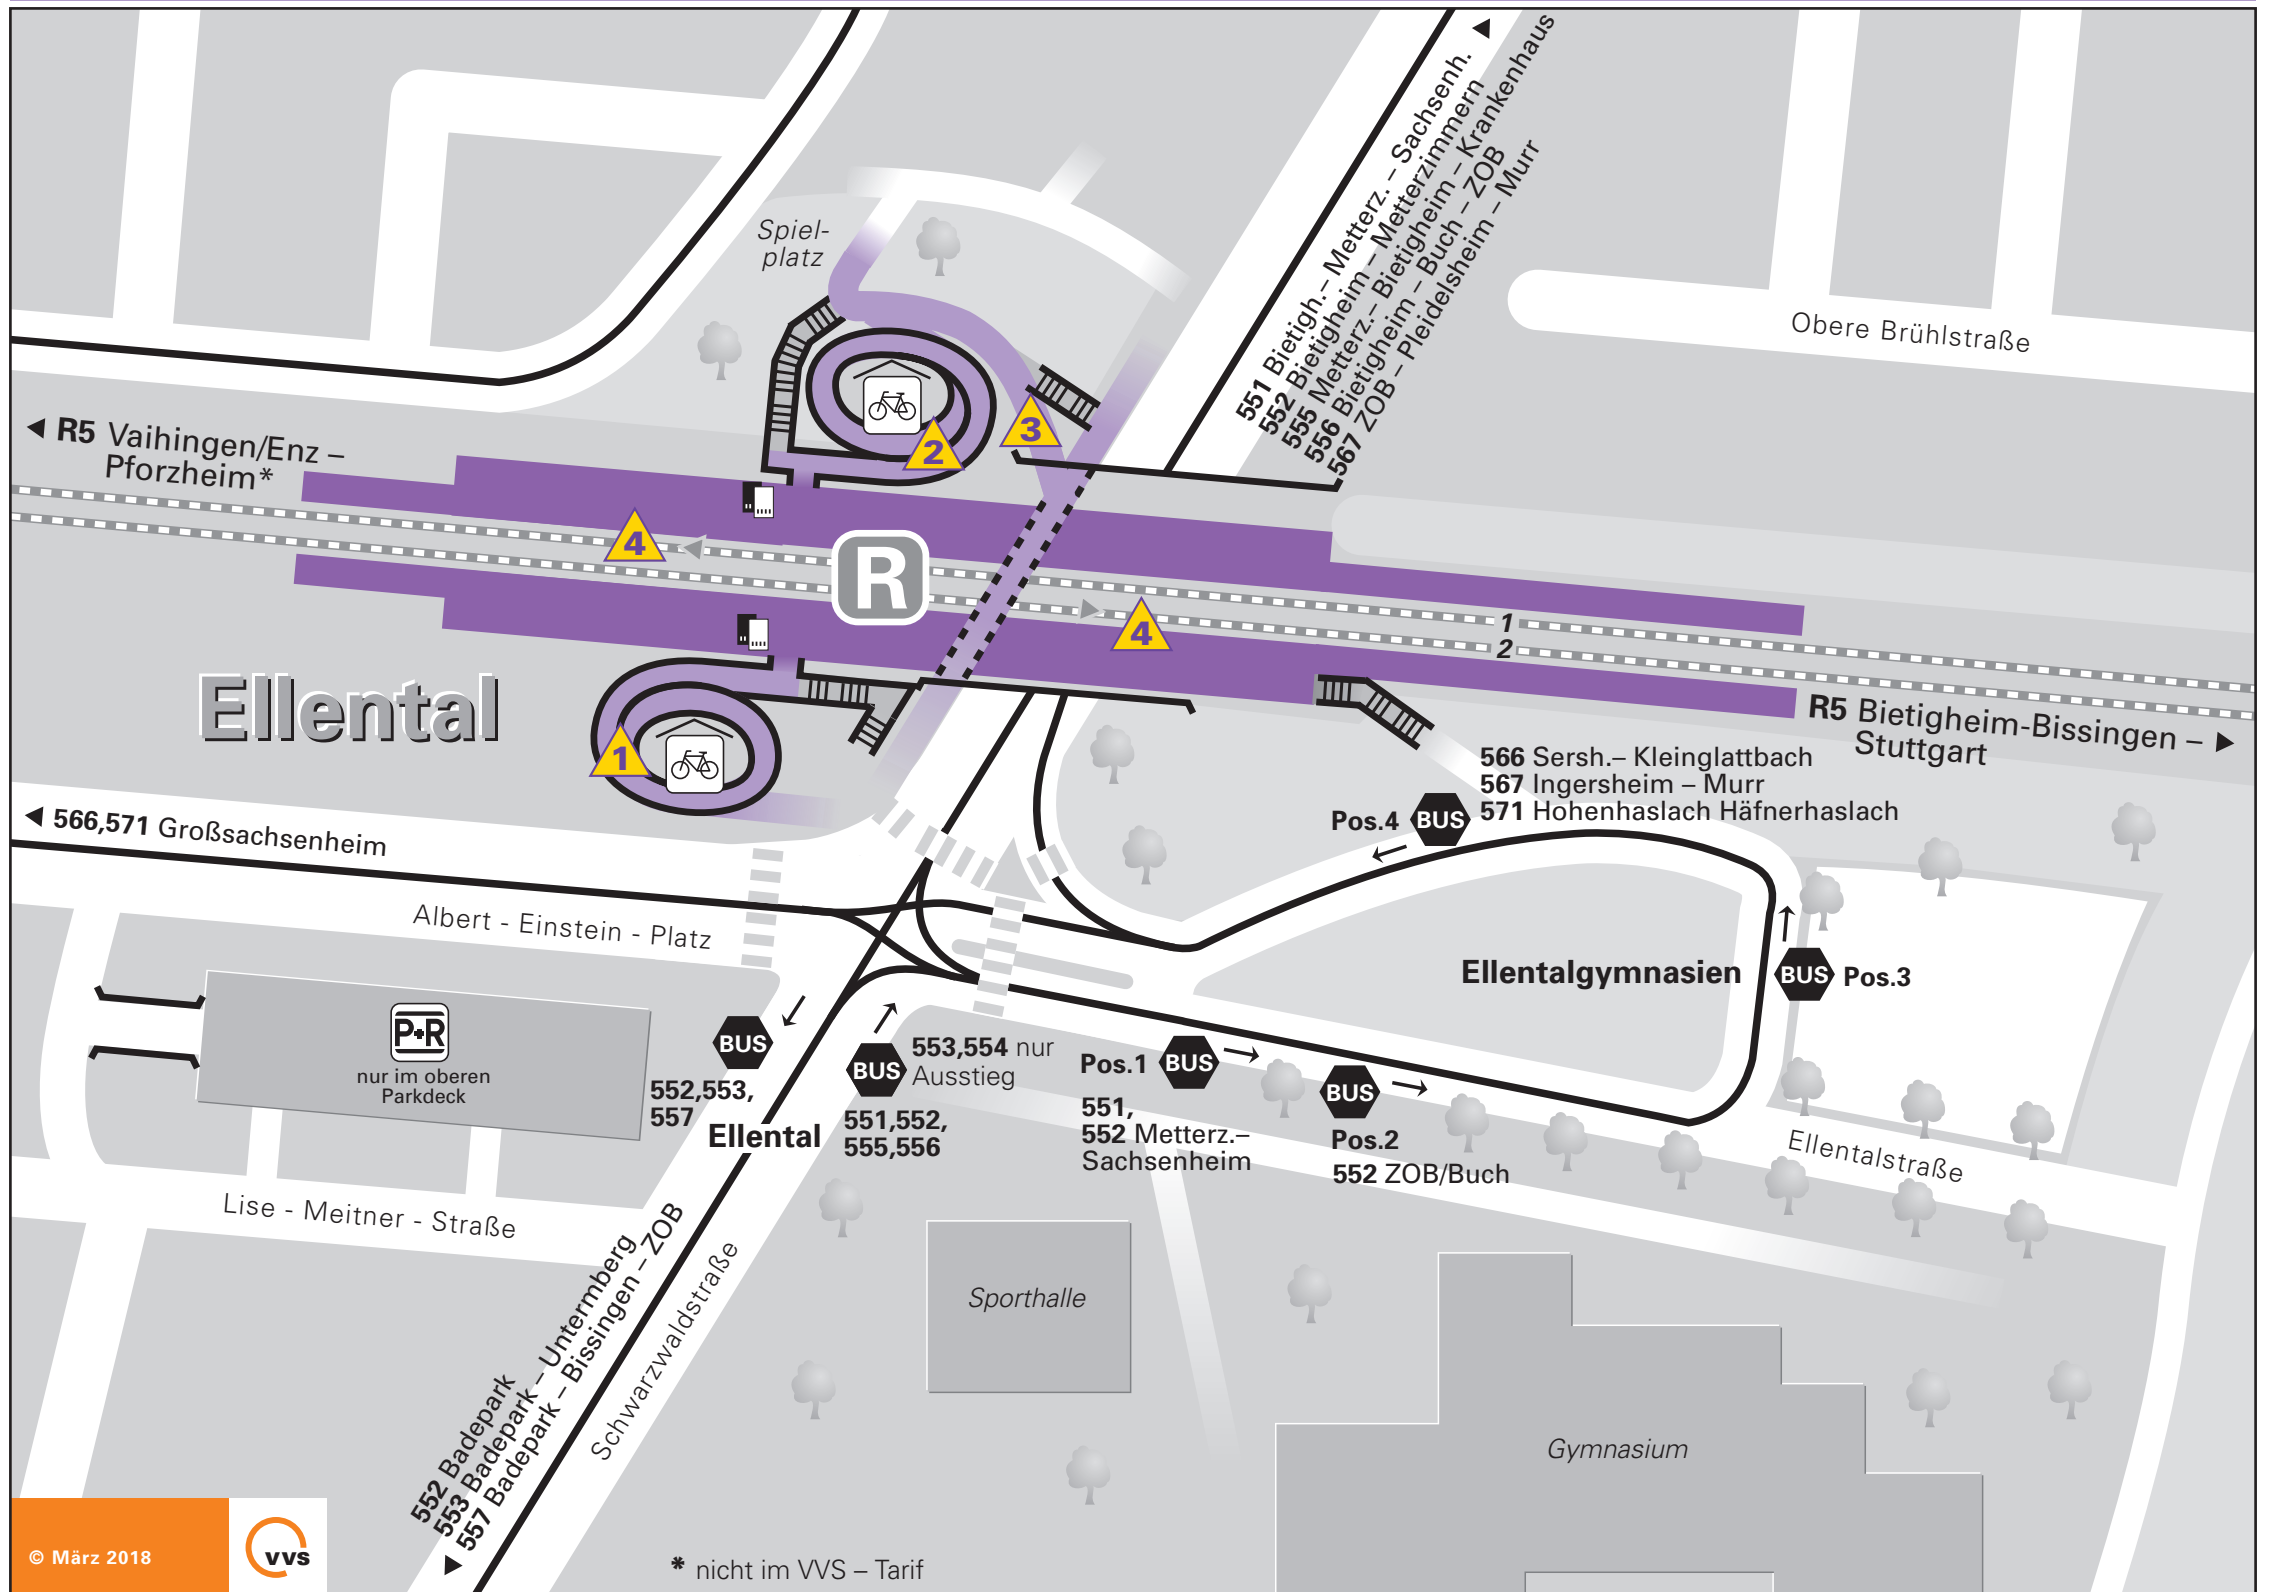 551 Bietigh.– Metterz. – Sachsenh.
552 Bietigheim – Metterzimmern
555 Metterz.– Bietigheim – Krankenhaus
556 Bietigheim – Buch – ZOB
567 ZOB – Pleidelsheim – Murr
Spiel-
platz
Obere Brühlstraße
R5 Vaihingen/Enz –
Pforzheim*
2
3
4
R
4
1
2
Ellental
1
R5 Bietigheim-Bissingen –
Stuttgart
566 Sersh.– Kleinglattbach
567 Ingersheim – Murr
571 Hohenhaslach Häfnerhaslach
Pos.4
BUS
566,571 Großsachsenheim
Albert - Einstein - Platz
Ellentalgymnasien
BUS
Pos.3
P+R
nur im oberen
Parkdeck
BUS
552,553,
557
Ellental
BUS
553,554 nur
Ausstieg
551,552,
555,556
Pos.1
BUS
551,
552 Metterz.–
Sachsenheim
BUS
Pos.2
552 ZOB/Buch
Ellentalstraße
Lise - Meitner - Straße
Schwarzwaldstraße
552 Badepark
553 Badepark – Untermberg
557 Badepark – Bissingen – ZOB
Sporthalle
Gymnasium
© März 2018
vvs
* nicht im VVS – Tarif